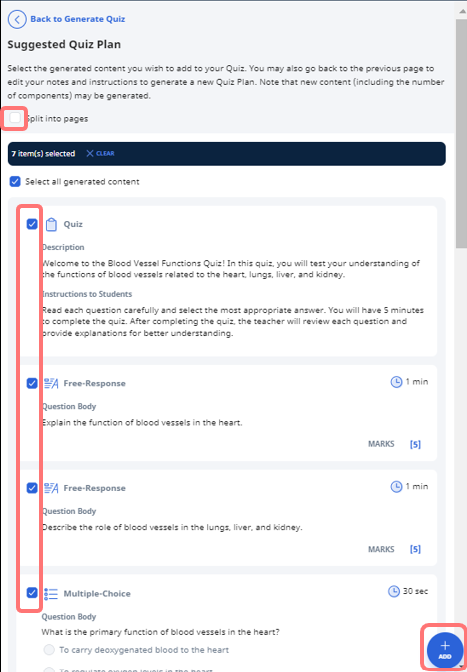 Back to Generate Quiz
Suggested Quiz Plan
Select the generated content you wish to add to your Quiz. You may also go back to the previous page to
edit your notes and instructions to generate a new Quiz Plan. Note that new content (including the number
of components) may be generated.
Split into pages
7 item(s) selected CLEAR
Select all generated content
Quiz
Description
Welcome to the Blood Vessel Functions Quiz! In this quiz, you will test your understanding of
the functions of blood vessels related to the heart, lungs, liver, and kidney.
Instructions to Students
Read each question carefully and select the most appropriate answer. You will have 5 minutes
to complete the quiz. After completing the quiz, the teacher will review each question and
provide explanations for better understanding.
Free-Response 1 min
Question Body
Explain the function of blood vessels in the heart.
MARKS [5]
Free-Response 1 min
Question Body
Describe the role of blood vessels in the lungs, liver, and kidney.
MARKS [5]
Multiple-Choice 30 sec
Question Body
What is the primary function of blood vessels in the heart?
To carry deoxygenated blood to the heart
ADD
To regulate oxygen levels in the heart